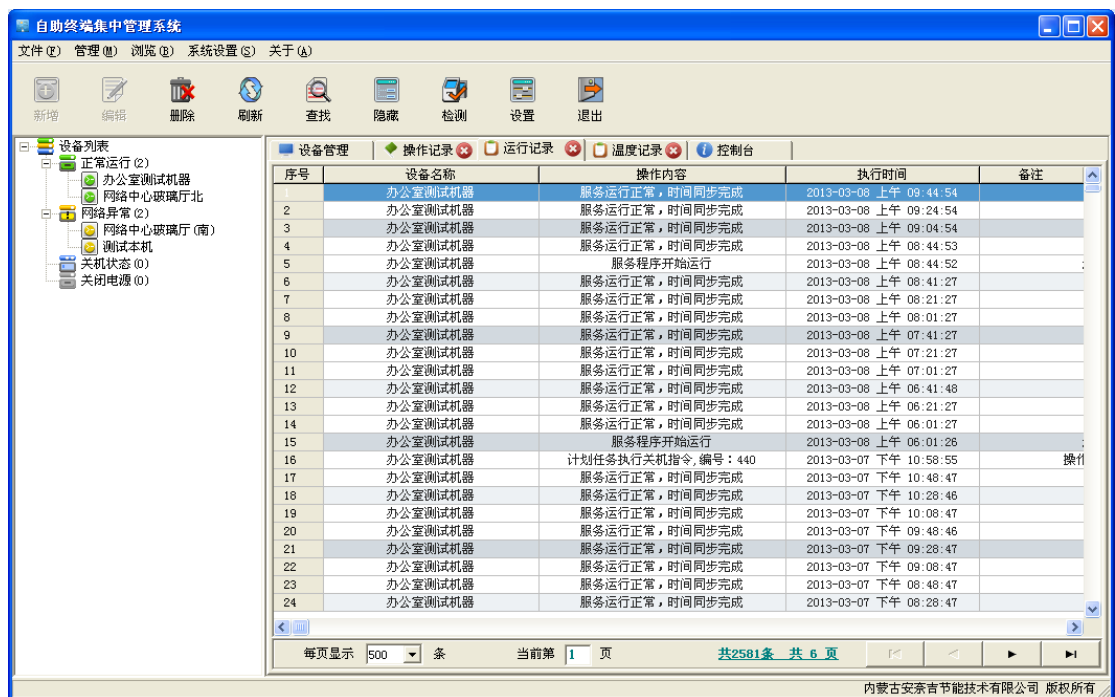 自助终端集中管理系统
文件(F) 管理(M) 浏览(B) 系统设置(S) 关于(A)
新增 编辑 删除 刷新 查找 隐藏 检测 设置 退出
设备列表
正常运行(2)
办公室测试机器
网络中心玻璃厅北
网络异常(2)
网络中心玻璃厅(南)
测试本机
关机状态(0)
关闭电源(0)
设备管理 操作记录 运行记录 温度记录 控制台
序号 设备名称 操作内容 执行时间 备注
1 办公室测试机器 服务运行正常，时间同步完成 2013-03-08 上午 09:44:54
2 办公室测试机器 服务运行正常，时间同步完成 2013-03-08 上午 09:24:54
3 办公室测试机器 服务运行正常，时间同步完成 2013-03-08 上午 09:04:54
4 办公室测试机器 服务运行正常，时间同步完成 2013-03-08 上午 08:44:53
5 办公室测试机器 服务程序开始运行 2013-03-08 上午 08:44:52
6 办公室测试机器 服务运行正常，时间同步完成 2013-03-08 上午 08:41:27
7 办公室测试机器 服务运行正常，时间同步完成 2013-03-08 上午 08:21:27
8 办公室测试机器 服务运行正常，时间同步完成 2013-03-08 上午 08:01:27
9 办公室测试机器 服务运行正常，时间同步完成 2013-03-08 上午 07:41:27
10 办公室测试机器 服务运行正常，时间同步完成 2013-03-08 上午 07:21:27
11 办公室测试机器 服务运行正常，时间同步完成 2013-03-08 上午 07:01:27
12 办公室测试机器 服务运行正常，时间同步完成 2013-03-08 上午 06:41:48
13 办公室测试机器 服务运行正常，时间同步完成 2013-03-08 上午 06:21:27
14 办公室测试机器 服务运行正常，时间同步完成 2013-03-08 上午 06:01:27
15 办公室测试机器 服务程序开始运行 2013-03-08 上午 06:01:26
16 办公室测试机器 计划任务执行关机指令,编号：440 2013-03-07 下午 10:58:55 操作
17 办公室测试机器 服务运行正常，时间同步完成 2013-03-07 下午 10:48:47
18 办公室测试机器 服务运行正常，时间同步完成 2013-03-07 下午 10:28:46
19 办公室测试机器 服务运行正常，时间同步完成 2013-03-07 下午 10:08:47
20 办公室测试机器 服务运行正常，时间同步完成 2013-03-07 下午 09:48:46
21 办公室测试机器 服务运行正常，时间同步完成 2013-03-07 下午 09:28:47
22 办公室测试机器 服务运行正常，时间同步完成 2013-03-07 下午 09:08:47
23 办公室测试机器 服务运行正常，时间同步完成 2013-03-07 下午 08:48:47
24 办公室测试机器 服务运行正常，时间同步完成 2013-03-07 下午 08:28:47
每页显示 500 条 当前第 1 页 共2581条 共 6 页
内蒙古安奈吉节能技术有限公司 版权所有